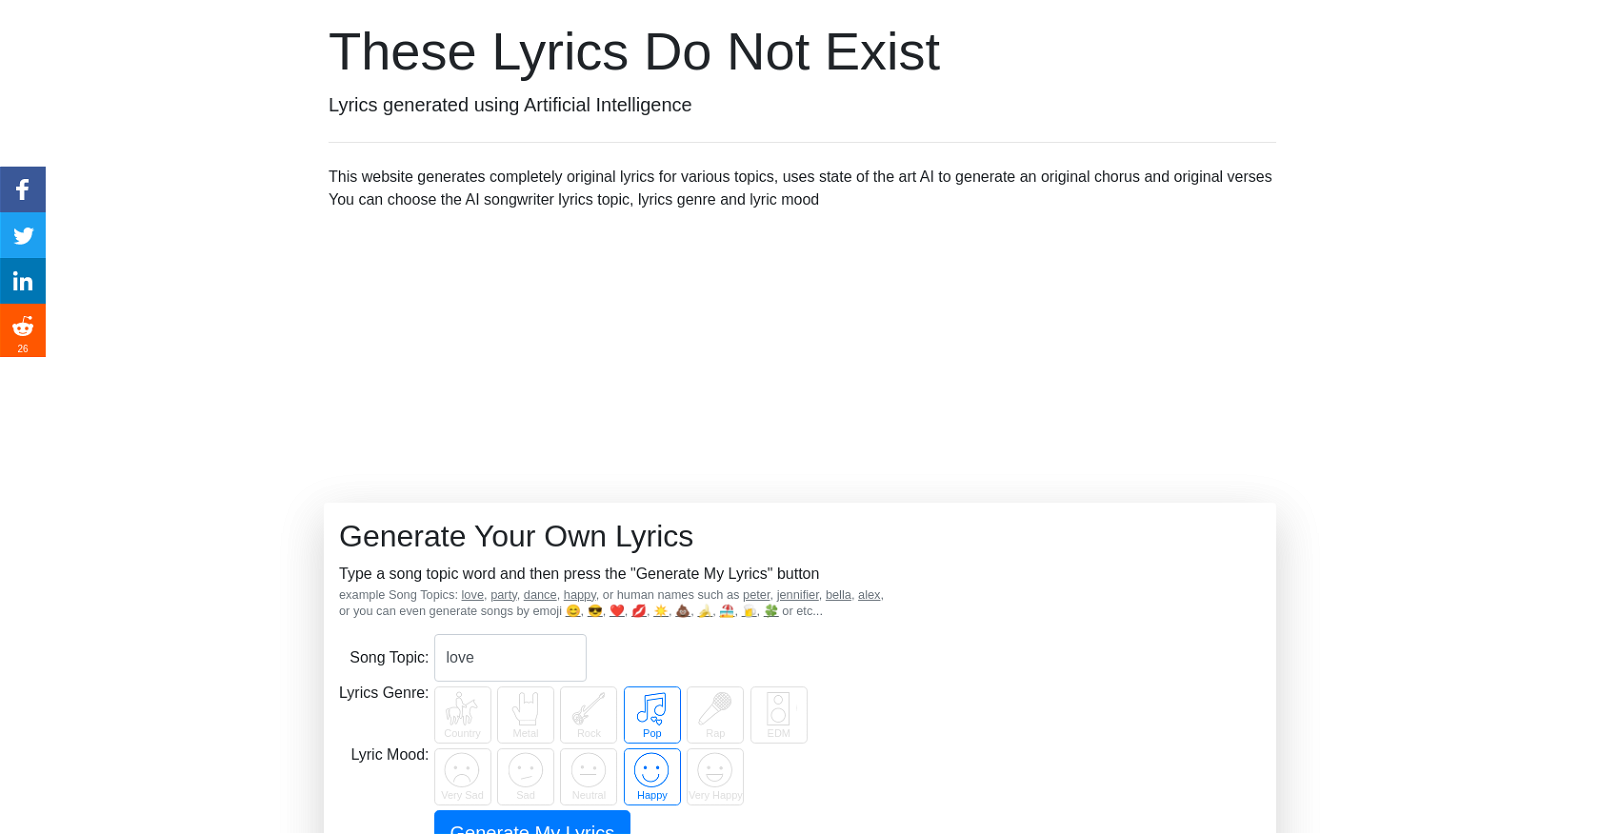 These Lyrics Do Not Exist
Lyrics generated using Artificial Intelligence
This website generates completely original lyrics for various topics, uses state of the art AI to generate an original chorus and original verses
You can choose the AI songwriter lyrics topic, lyrics genre and lyric mood
26
Generate Your Own Lyrics
Type a song topic word and then press the "Generate My Lyrics" button
example Song Topics: love, party, dance, happy, or human names such as peter, jennifer, bella, alex,
or you can even generate songs by emoji 😊, 😎, ❤️, 💋, ☀️, 💩, 🍌, 🏖️, 🍺, 🍀 or etc...
Song Topic: love
Lyrics Genre:
Country Metal Rock Pop Rap EDM
Lyric Mood:
Very Sad Sad Neutral Happy Very Happy
Generate My Lyrics